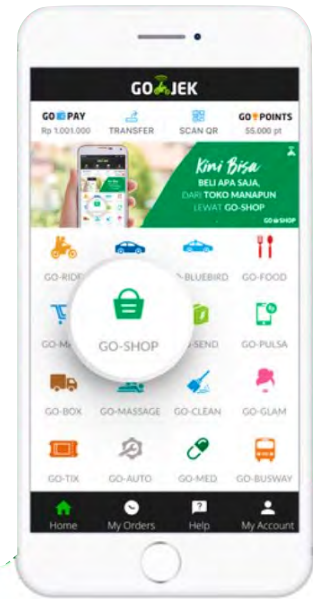 GO JEK
GO PAY
Rp 1.001.000
TRANSFER
SCAN QR
GO POINTS
55.000 pt
Kini Bisa
BELI APA SAJA,
DARI TOKO MANAPUN
LEWAT GO-SHOP
GO SHOP
GO-RIDE
-BLUEBIRD
GO-FOOD
GO-M
GO-SHOP
-SEND
GO-PULSA
GO-BOX
GO-MASSAGE
GO-CLEAN
GO-GLAM
GO-TIX
GO-AUTO
GO-MED
GO-BUSWAY
Home
My Orders
Help
My Account